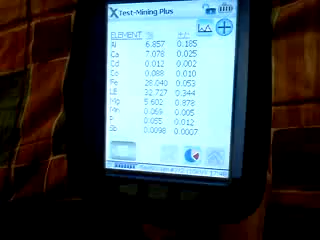 Test-Mining Plus
ELEMENT % +/-
Al 6.857 0.185
Ca 7.078 0.025
Cd 0.012 0.002
Co 0.088 0.010
Fe 28.040 0.053
LE 32.727 0.344
Mg 5.602 0.878
Mn 0.069 0.005
P 0.055 0.012
Sb 0.0098 0.0007